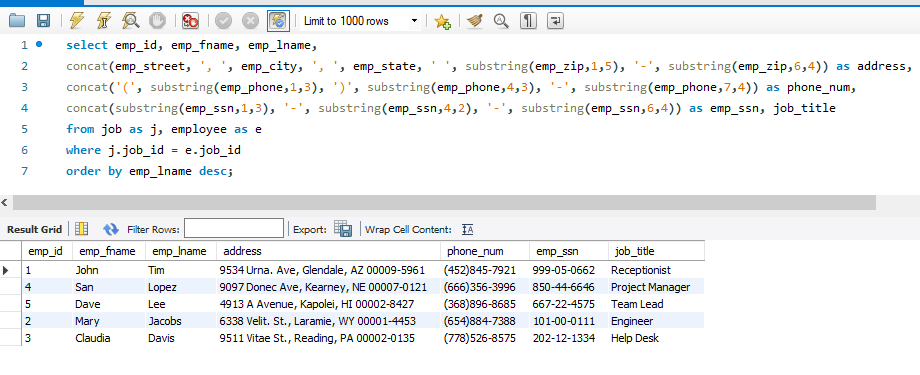 Limit to 1000 rows
1 select emp_id, emp_fname, emp_lname,
2 concat(emp_street, ', ', emp_city, ', ', emp_state, ' ', substring(emp_zip,1,5), '-', substring(emp_zip,6,4)) as address,
3 concat('(', substring(emp_phone,1,3), ')', substring(emp_phone,4,3), '-', substring(emp_phone,7,4)) as phone_num,
4 concat(substring(emp_ssn,1,3), '-', substring(emp_ssn,4,2), '-', substring(emp_ssn,6,4)) as emp_ssn, job_title
5 from job as j, employee as e
6 where j.job_id = e.job_id
7 order by emp_lname desc;
Result Grid Filter Rows: Export: Wrap Cell Content:
emp_id emp_fname emp_lname address phone_num emp_ssn job_title
1 John Tim 9534 Urna. Ave, Glendale, AZ 00009-5961 (452)845-7921 999-05-0662 Receptionist
4 San Lopez 9097 Donec Ave, Kearney, NE 00007-0121 (666)356-3996 850-44-6646 Project Manager
5 Dave Lee 4913 A Avenue, Kapolei, HI 00002-8427 (368)896-8685 667-22-4575 Team Lead
2 Mary Jacobs 6338 Velit. St., Laramie, WY 00001-4453 (654)884-7388 101-00-0111 Engineer
3 Claudia Davis 9511 Vitae St., Reading, PA 00002-0135 (778)526-8575 202-12-1334 Help Desk